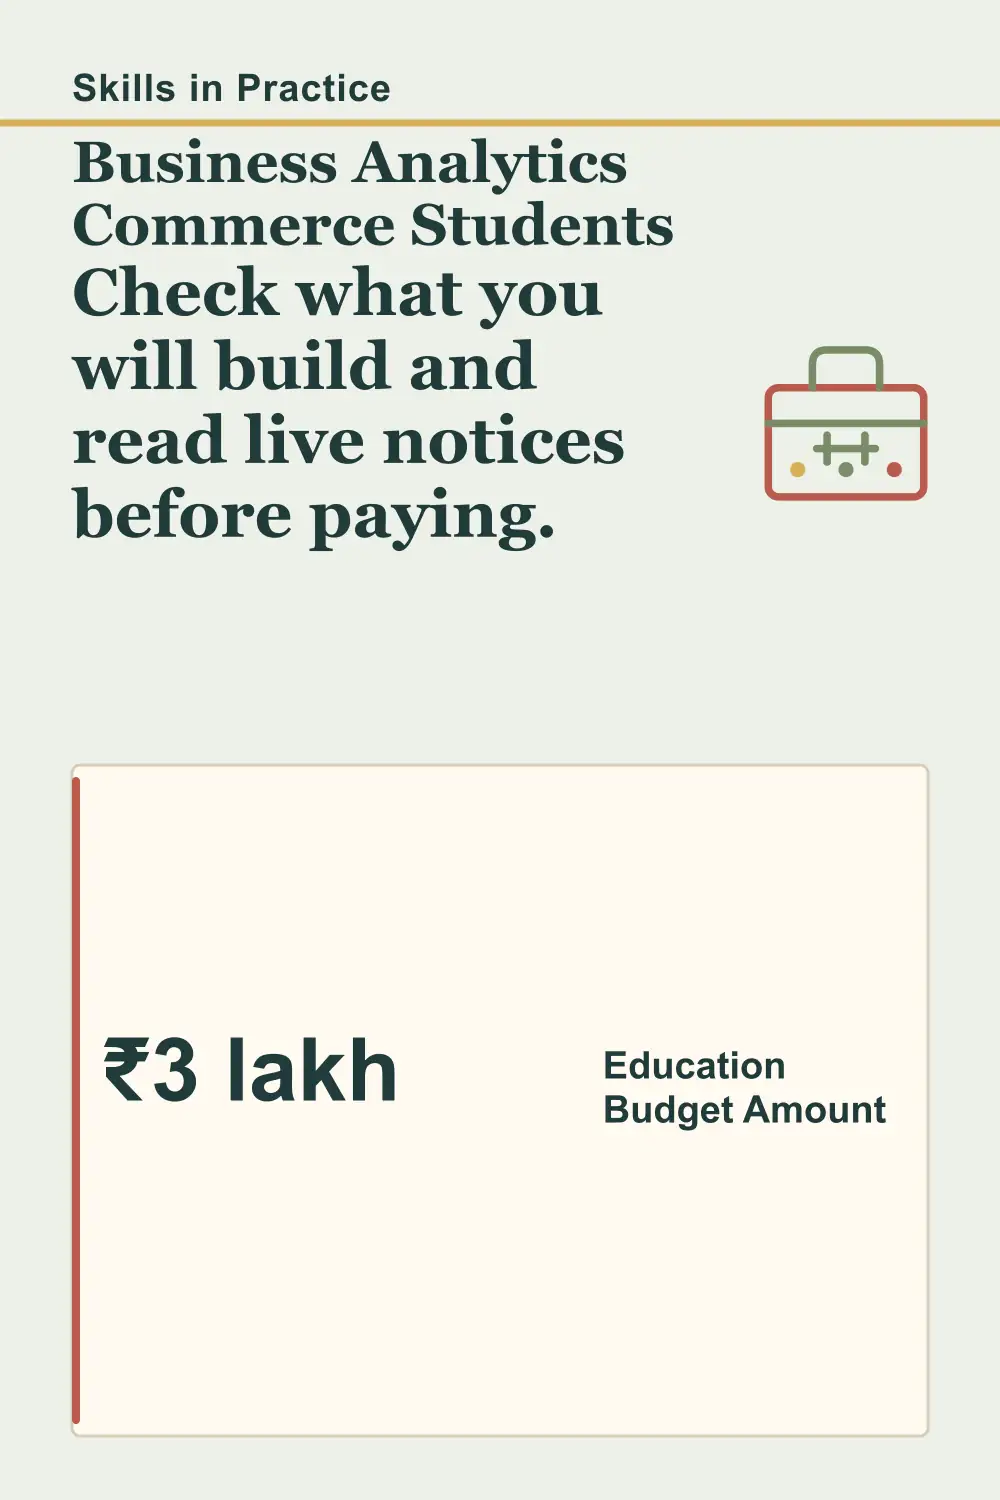 Skills in Practice
Business Analytics
Commerce Students
Check what you
will build and
read live notices
before paying.
₹3 lakh
Education
Budget Amount